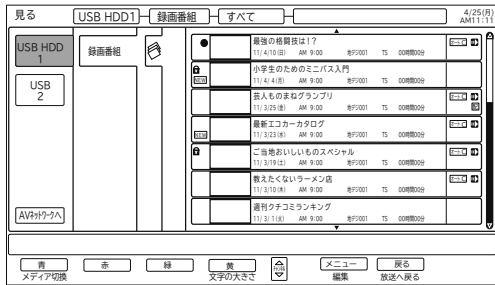 見る
USB HDD1
録画番組
すべて
4/25(月)
AM11:11
USB HDD
1
USB
2
録画番組
最強の格闘技は!?
11/ 4/10(日) AM 9:00 地デジ001 TS 00時間00分
小学生のためのミニバス入門
NEW 11/ 4/ 4(月) AM 9:00 地デジ001 TS 00時間00分
芸人ものまねグランプリ
11/ 3/25(金) AM 9:00 地デジ001 TS 00時間00分
最新エコカーカタログ
NEW 11/ 3/23(水) AM 9:00 地デジ001 TS 00時間00分
ご当地おいしいものスペシャル
11/ 3/19(土) AM 9:00 地デジ001 TS 00時間00分
教えたくないラーメン店
11/ 3/10(木) AM 9:00 地デジ001 TS 00時間00分
週刊クチコミランキング
11/ 3/ 1(火) AM 9:00 地デジ001 TS 00時間00分
AVネットワークへ
青 赤 緑 黄 メニュー 戻る
メディア切換 文字の大きさ 編集 放送へ戻る